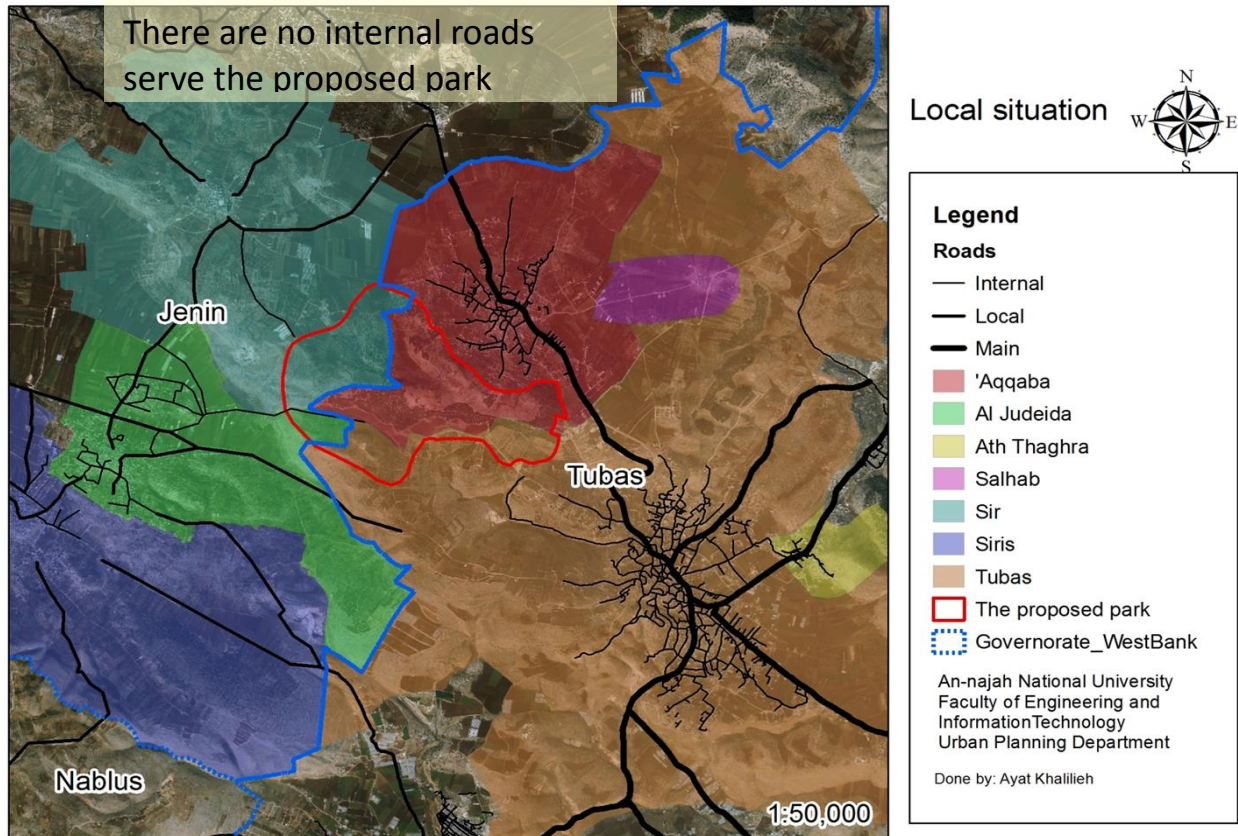 There are no internal roads
serve the proposed park
Local situation
N
W E
S
Jenin
Tubas
Nablus
1:50,000
Legend
Roads
Internal
Local
Main
'Aqqaba
Al Judeida
Ath Thaghra
Salhab
Sir
Siris
Tubas
The proposed park
Governorate_WestBank
An-najah National University
Faculty of Engineering and
InformationTechnology
Urban Planning Department
Done by: Ayat Khalilieh